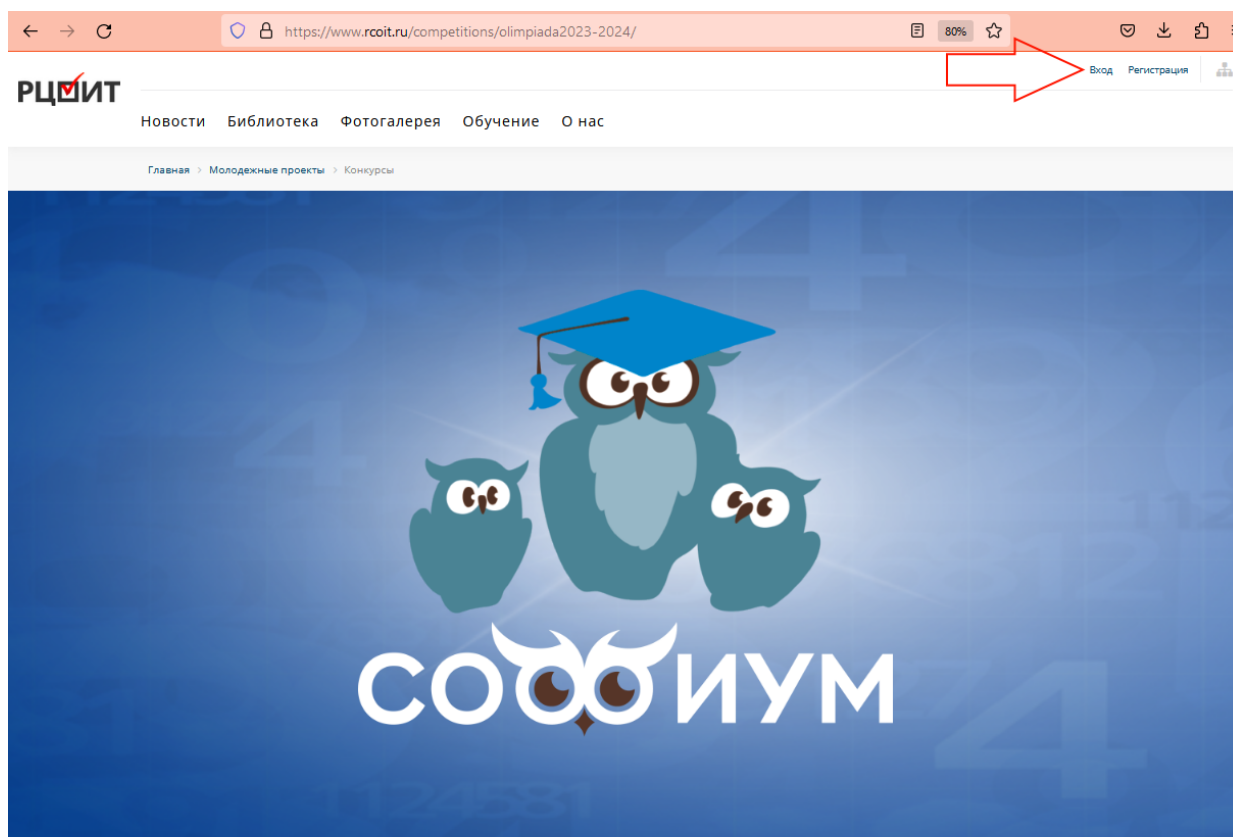 https://www.rcoit.ru/competitions/olimpiada2023-2024/ 80%
Вход Регистрация
РЦОИТ
Новости Библиотека Фотогалерея Обучение О нас
Главная > Молодежные проекты > Конкурсы
СОФИУМ
1124581